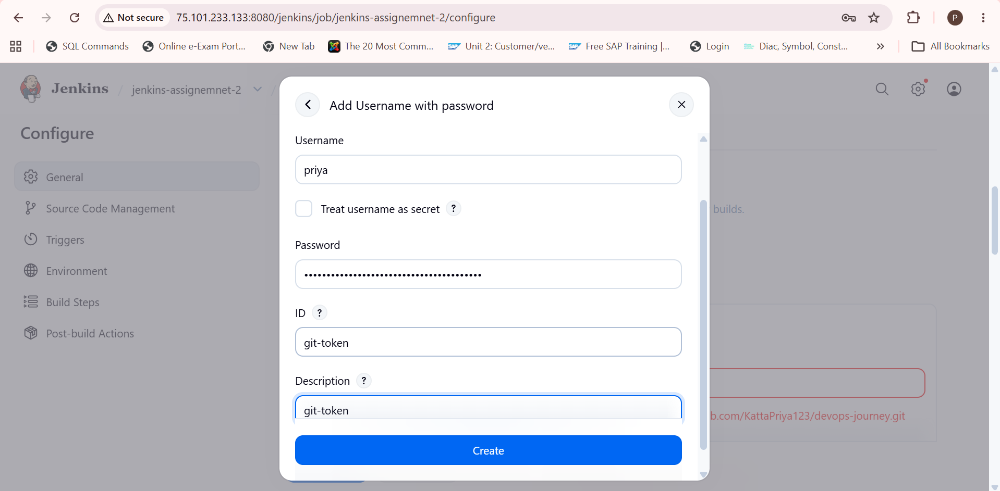 Not secure
75.101.233.133:8080/jenkins/job/jenkins-assignemnet-2/configure
P
SQL Commands
Online e-Exam Port...
New Tab
The 20 Most Comm...
Unit 2: Customer/ve...
Free SAP Training |...
Login
Diac, Symbol, Const...
»
All Bookmarks
Jenkins / jenkins-assignemnet-2 /
Configure
General
Source Code Management
Triggers
Environment
Build Steps
Post-build Actions
Add Username with password
Username
priya
Treat username as secret ?
Password
••••••••••••••••••••••••••••••••••••••••
ID ?
git-token
Description ?
git-token
Create
builds.
b.com/KattaPriya123/devops-journey.git